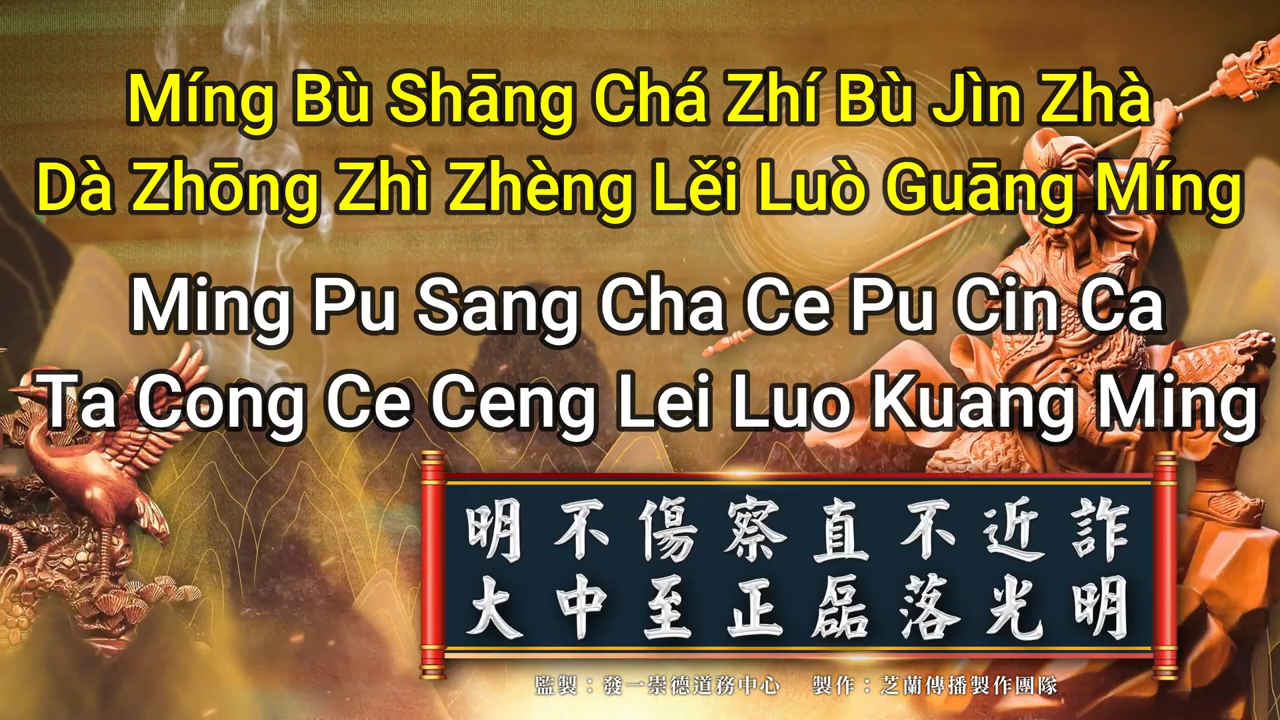 Míng Bù Shāng Chá Zhí Bù Jìn Zhà
Dà Zhōng Zhì Zhèng Lěi Luò Guāng Míng
Ming Pu Sang Cha Ce Pu Cin Ca
Ta Cong Ce Ceng Lei Luo Kuang Ming
明不傷察直不近詐
大中至正磊落光明
監製：發一崇德道務中心 製作：芝蘭傳播製作團隊